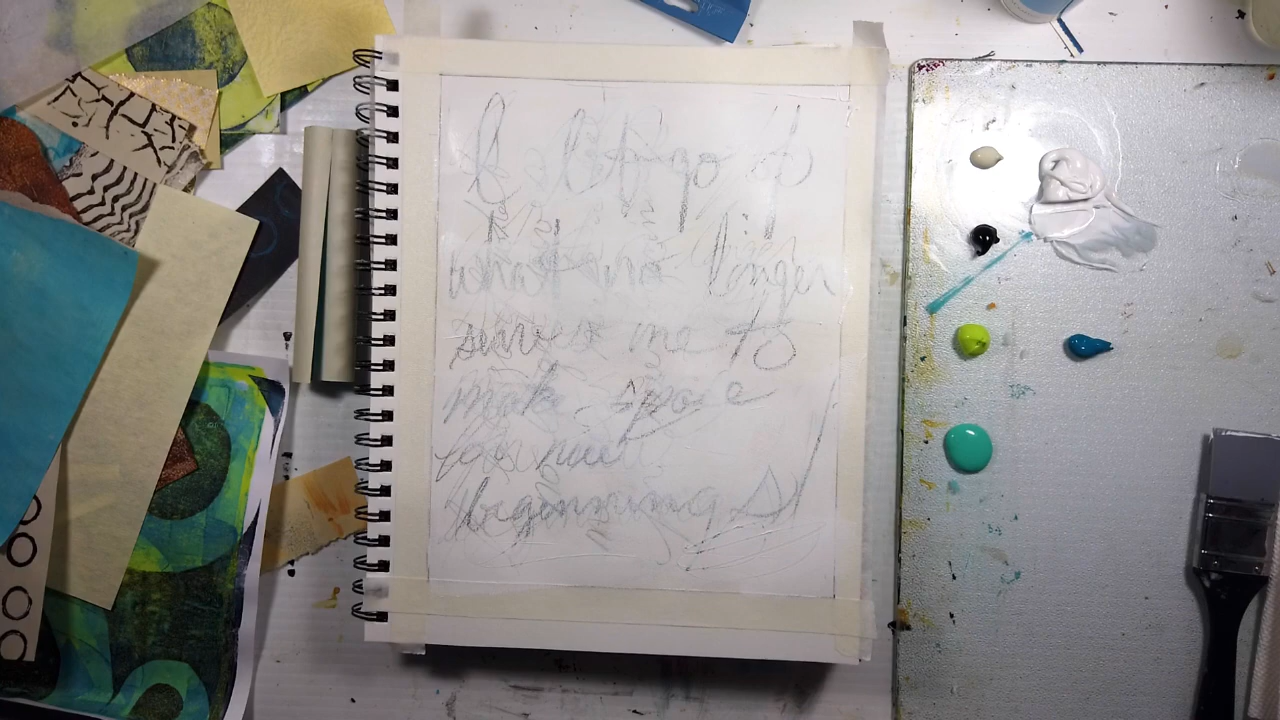 I let go of
what no longer
serves me to
make space
for new
beginnings